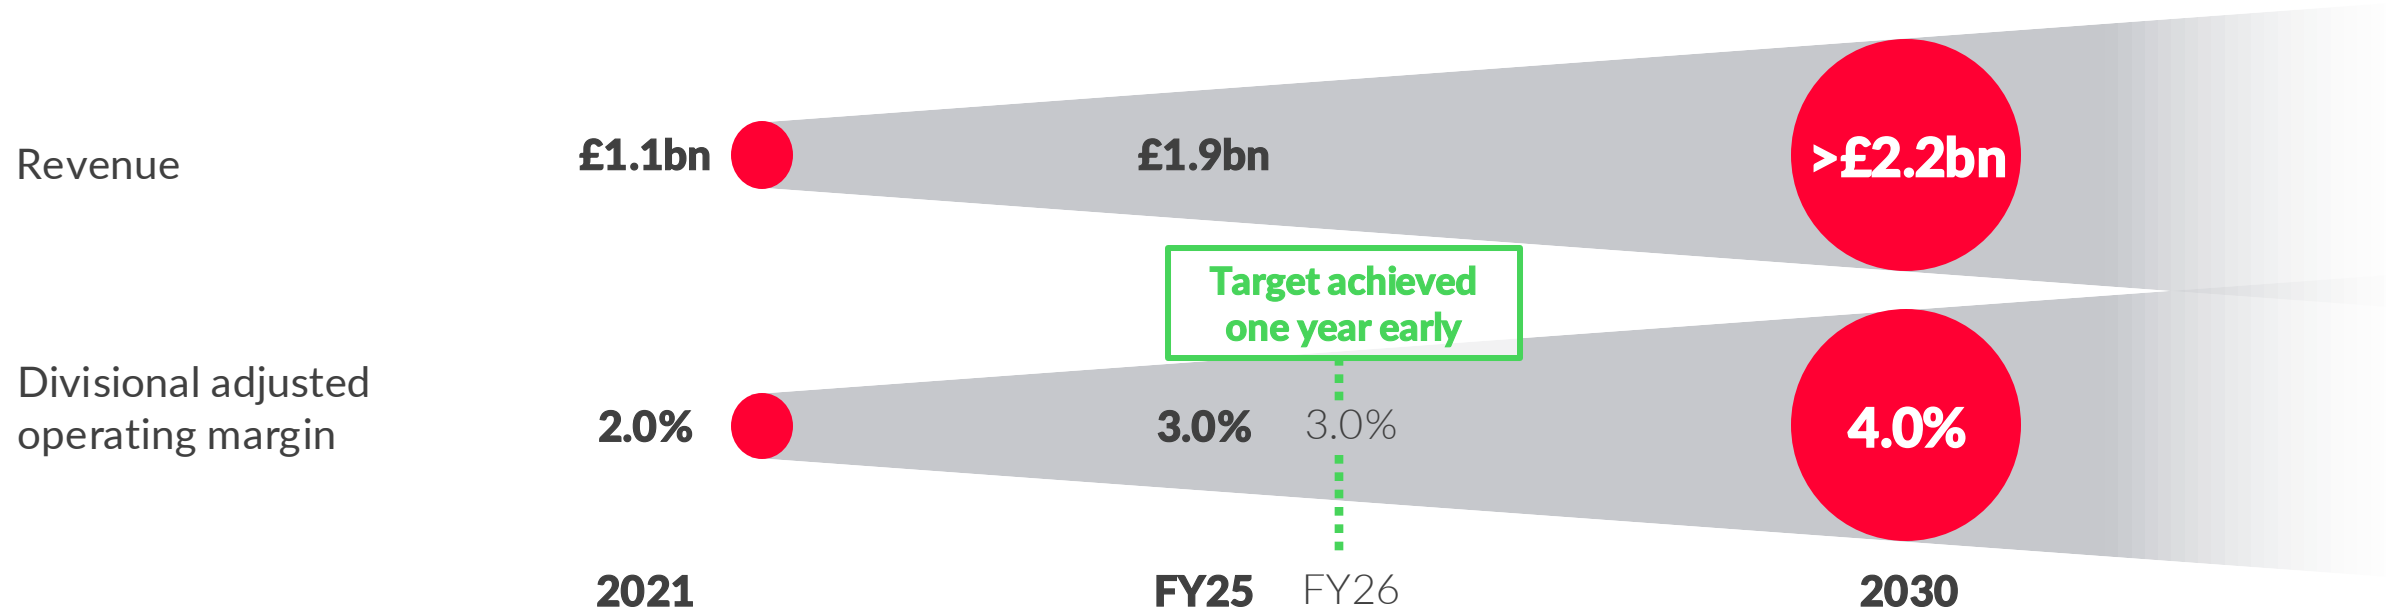 Revenue
£1.1bn
£1.9bn
>£2.2bn
Target achieved
one year early
Divisional adjusted
operating margin
2.0%
3.0%
3.0%
4.0%
2021
FY25
FY26
2030